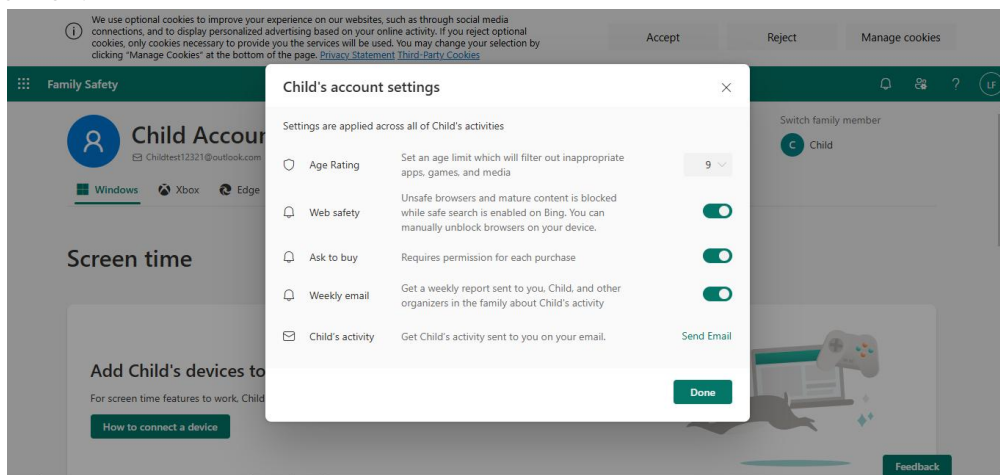 We use optional cookies to improve your experience on our websites, such as through social media
connections, and to display personalized advertising based on your online activity. If you reject optional
cookies, only cookies necessary to provide you the services will be used. You may change your selection by
clicking "Manage Cookies" at the bottom of the page. Privacy Statement Third-Party Cookies
Accept
Reject
Manage cookies
Family Safety
?
LF
Child Accour
Childtest12321@outlook.com
Windows
Xbox
Edge
Switch family member
C
Child
Screen time
Add Child's devices to
For screen time features to work, Child
How to connect a device
Child's account settings
Settings are applied across all of Child's activities
Age Rating
Set an age limit which will filter out inappropriate
apps, games, and media
9
Web safety
Unsafe browsers and mature content is blocked
while safe search is enabled on Bing. You can
manually unblock browsers on your device.
Ask to buy
Requires permission for each purchase
Weekly email
Get a weekly report sent to you, Child, and other
organizers in the family about Child's activity
Child's activity
Get Child's activity sent to you on your email.
Send Email
Done
Feedback